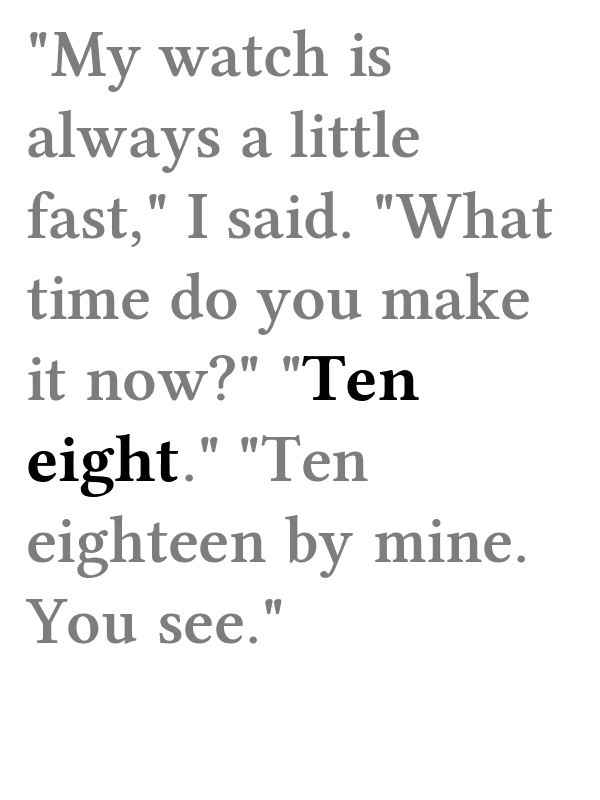 "My watch is
always a little
fast," I said. "What
time do you make
it now?" "Ten
eight." "Ten
eighteen by mine.
You see."